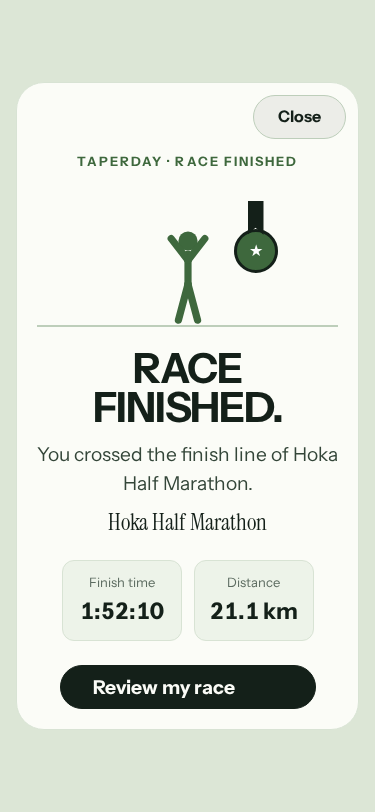 Close
TAPERDAY · RACE FINISHED
RACE
FINISHED.
You crossed the finish line of Hoka
Half Marathon.
Hoka Half Marathon
Finish time
1:52:10
Distance
21.1 km
Review my race